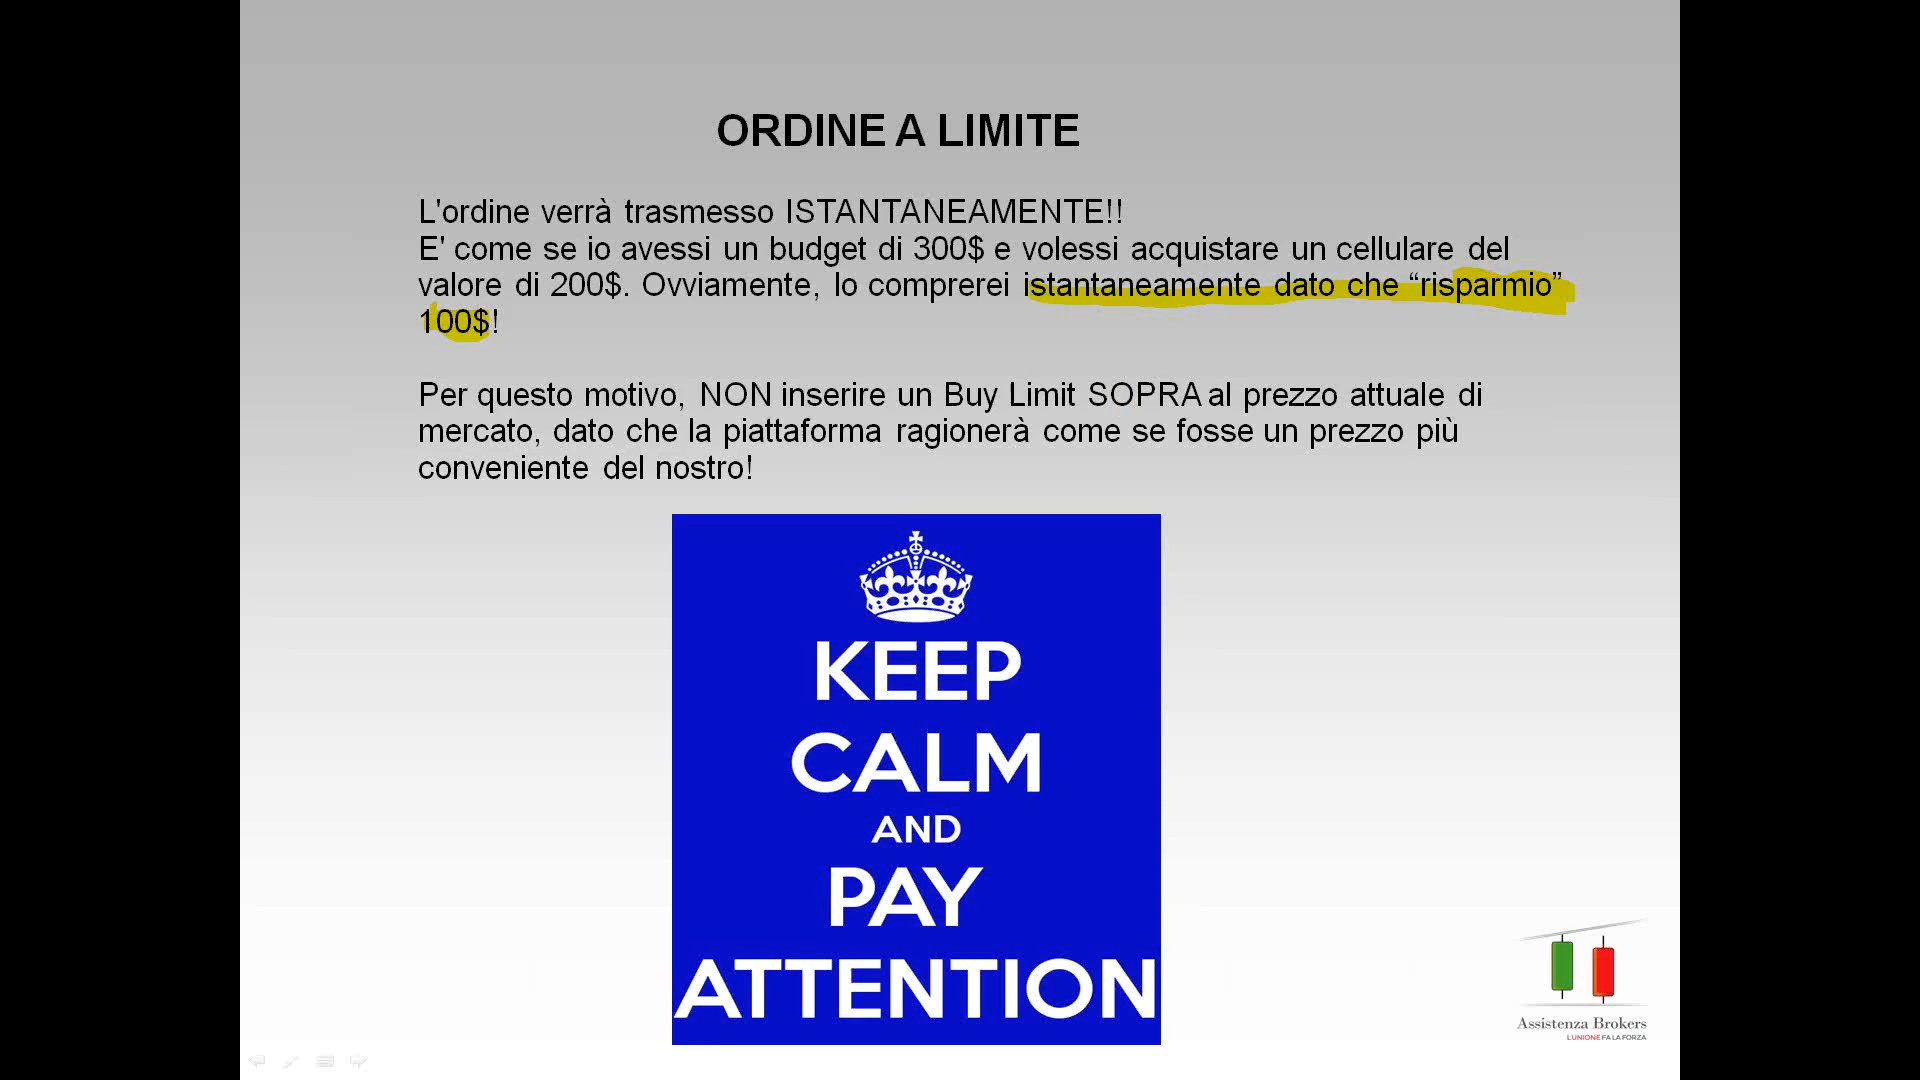 ORDINE A LIMITE
L'ordine verrà trasmesso ISTANTANEAMENTE!!
E' come se io avessi un budget di 300$ e volessi acquistare un cellulare del
valore di 200$. Ovviamente, lo comprerei istantaneamente dato che “risparmio”
100$!
Per questo motivo, NON inserire un Buy Limit SOPRA al prezzo attuale di
mercato, dato che la piattaforma ragionerà come se fosse un prezzo più
conveniente del nostro!
KEEP
CALM
AND
PAY
ATTENTION
Assistenza Brokers
L'UNIONE FA LA FORZA